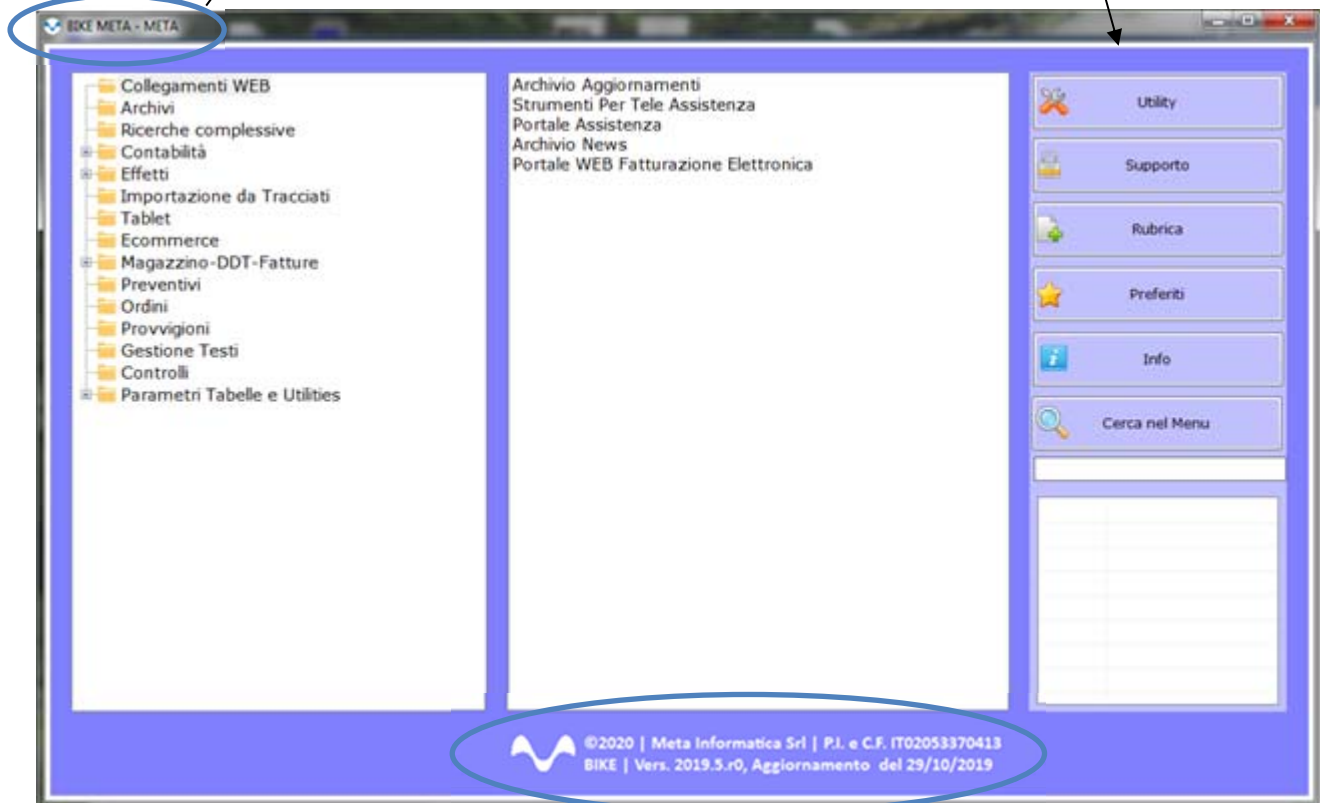 BIKE META - META
Collegamenti WEB
Archivi
Ricerche complessive
Contabilità
Effetti
Importazione da Tracciati
Tablet
Ecommerce
Magazzino-DDT-Fatture
Preventivi
Ordini
Provvigioni
Gestione Testi
Controlli
Parametri Tabelle e Utilities
Archivio Aggiornamenti
Strumenti Per Tele Assistenza
Portale Assistenza
Archivio News
Portale WEB Fatturazione Elettronica
Utility
Supporto
Rubrica
Preferiti
Info
Cerca nel Menu
©2020 | Meta Informatica Srl | P.I. e C.F. IT02053370413
BIKE | Vers. 2019.5.r0, Aggiornamento del 29/10/2019